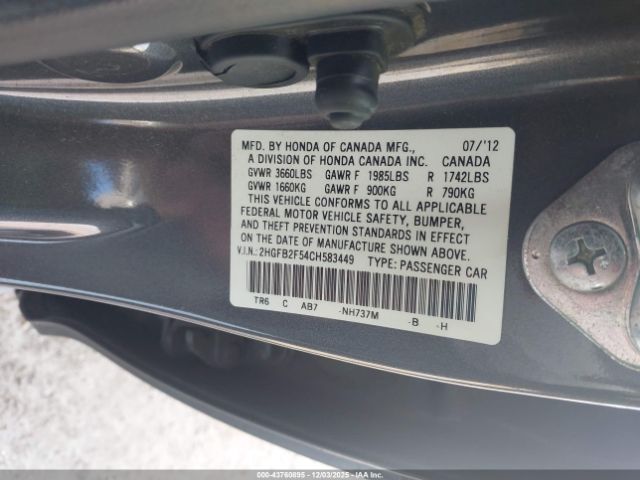 MFD. BY HONDA OF CANADA MFG., 07/'12
A DIVISION OF HONDA CANADA INC. CANADA
GVWR 3660LBS GAWR F 1985LBS R 1742LBS
GVWR 1660KG GAWR F 900KG R 790KG
THIS VEHICLE CONFORMS TO ALL APPLICABLE
FEDERAL MOTOR VEHICLE SAFETY, BUMPER,
AND THEFT PREVENTION STANDARDS IN EFFECT
ON THE DATE OF MANUFACTURE SHOWN ABOVE.
V.I.N.: 2HGFB2F54CH583449 TYPE: PASSENGER CAR
TR6 C AB7 -NH737M -B -H
000-43760895 - 12/03/2025 - IAAI.COM